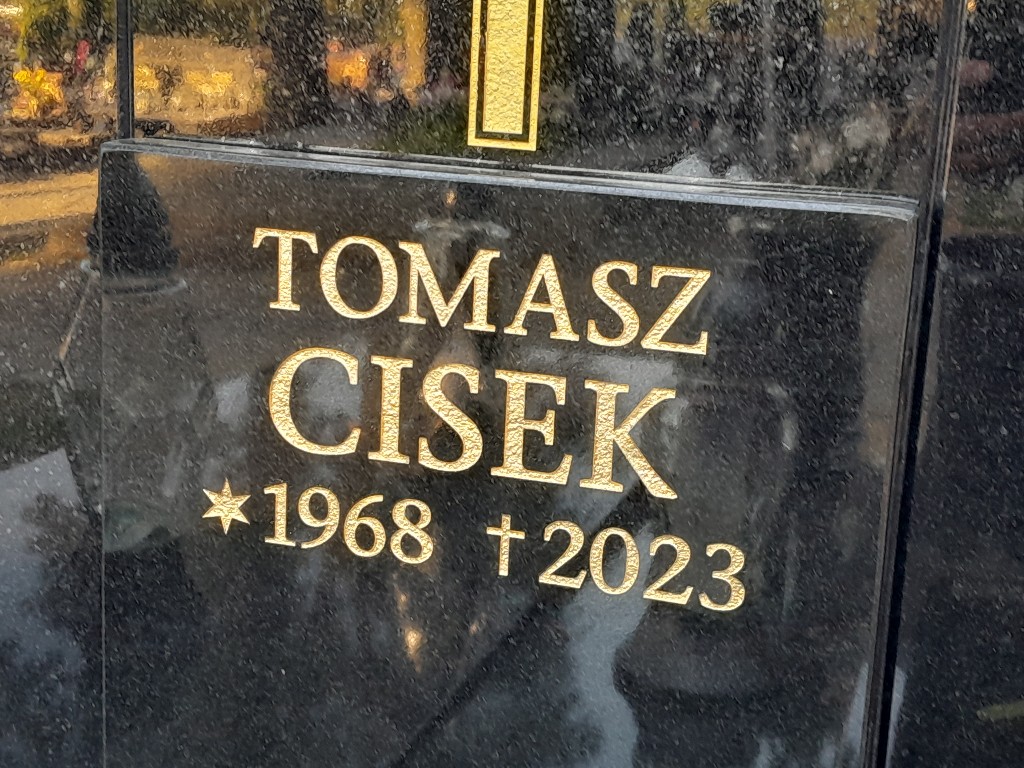 TOMASZ
CISEK
*1968 †2023